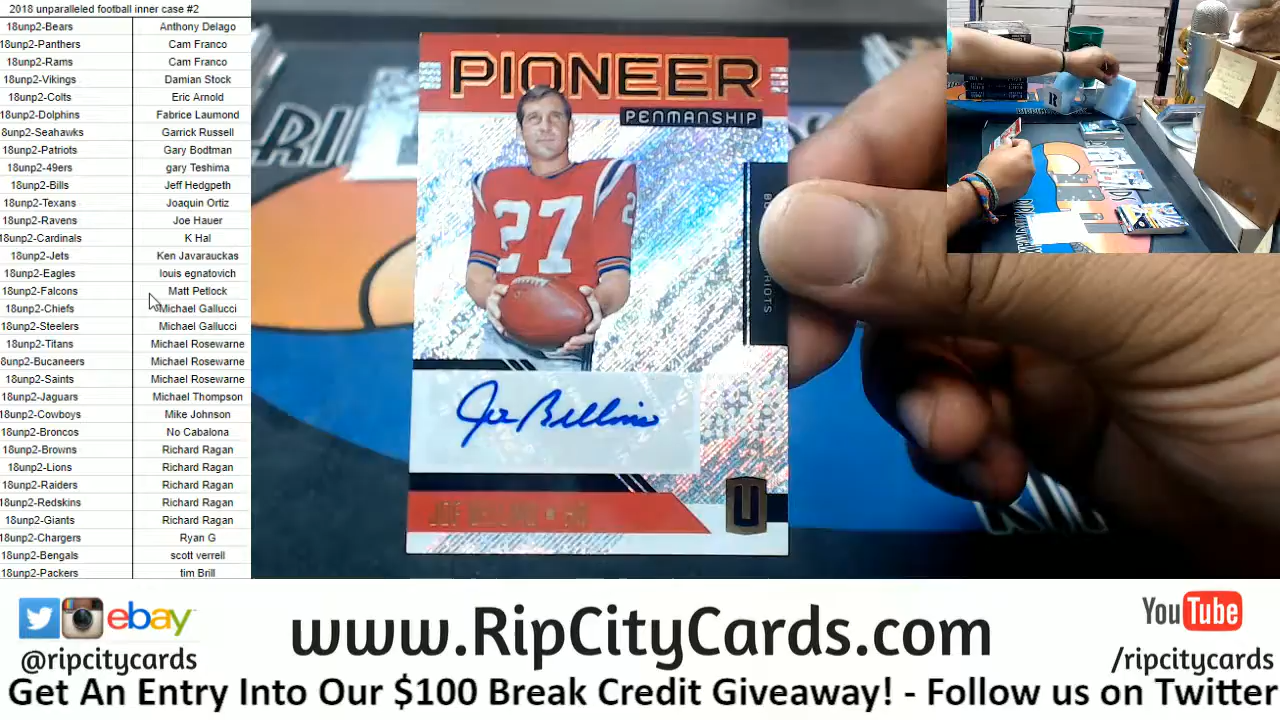 2018 unparalleled football inner case #2
18unp2-Bears Anthony Delago
18unp2-Panthers Cam Franco
18unp2-Rams Cam Franco
18unp2-Vikings Damian Stock
18unp2-Colts Eric Arnold
18unp2-Dolphins Fabrice Laumond
8unp2-Seahawks Garrick Russell
18unp2-Patriots Gary Bodtman
18unp2-49ers gary Teshima
18unp2-Bills Jeff Hedgpeth
18unp2-Texans Joaquin Ortiz
18unp2-Ravens Joe Hauer
18unp2-Cardinals K Hal
18unp2-Jets Ken Javarauckas
18unp2-Eagles louis egnatovich
18unp2-Falcons Matt Petlock
18unp2-Chiefs Michael Gallucci
18unp2-Steelers Michael Gallucci
18unp2-Titans Michael Rosewarne
8unp2-Bucaneers Michael Rosewarne
18unp2-Saints Michael Rosewarne
18unp2-Jaguars Michael Thompson
18unp2-Cowboys Mike Johnson
18unp2-Broncos No Cabalona
18unp2-Browns Richard Ragan
18unp2-Lions Richard Ragan
18unp2-Raiders Richard Ragan
18unp2-Redskins Richard Ragan
18unp2-Giants Richard Ragan
18unp2-Chargers Ryan G
18unp2-Bengals scott verrell
18unp2-Packers tim Brill
PIONEER
PENMANSHIP
27
2
Joe Bellino
JOE BELLINO
U
ebay
@ripcitycards
www.RipCityCards.com
YouTube
/ripcitycards
Get An Entry Into Our $100 Break Credit Giveaway! - Follow us on Twitter